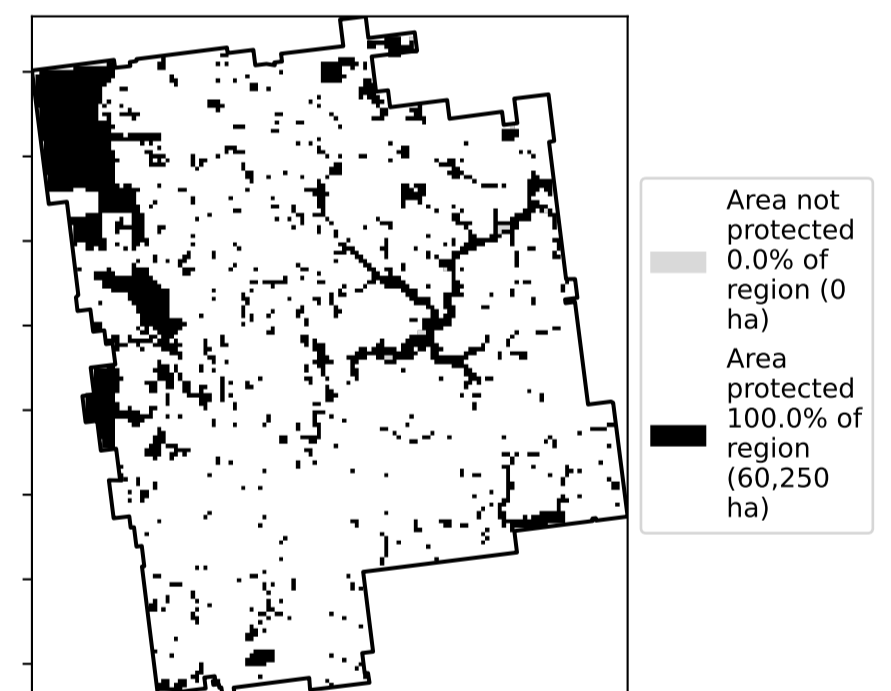 Area not
protected
0.0% of
region (0
ha)
Area
protected
100.0% of
region
(60,250
ha)